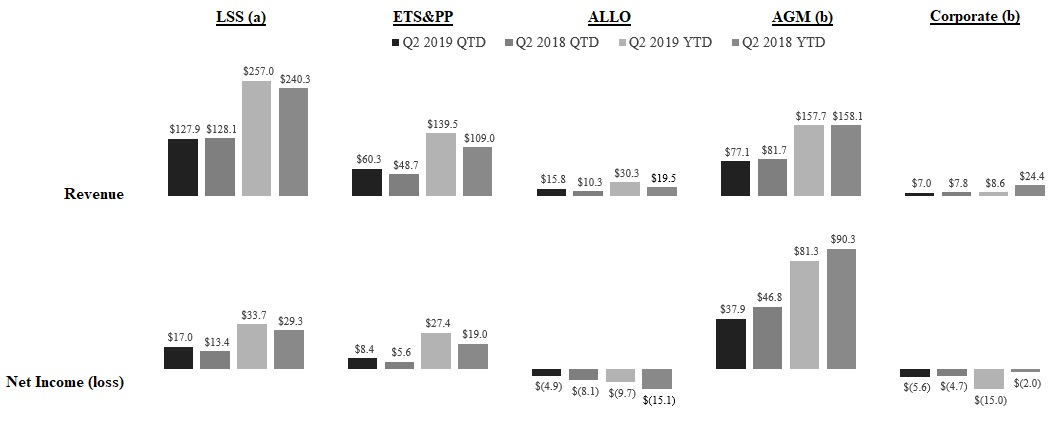 LSS (a) ETS&PP ALLO AGM (b) Corporate (b)
Q2 2019 QTD Q2 2018 QTD Q2 2019 YTD Q2 2018 YTD
$257.0 $240.3
$127.9 $128.1
$139.5 $109.0
$60.3 $48.7
$15.8 $10.3 $30.3 $19.5
$157.7 $158.1
$77.1 $81.7
$7.0 $7.8 $8.6 $24.4
Revenue
$33.7 $29.3
$17.0 $13.4
$27.4 $19.0
$8.4 $5.6
$81.3 $90.3
$37.9 $46.8
Net Income (loss)
$(4.9) $(8.1) $(9.7) $(15.1)
$(5.6) $(4.7) $(15.0) $(2.0)